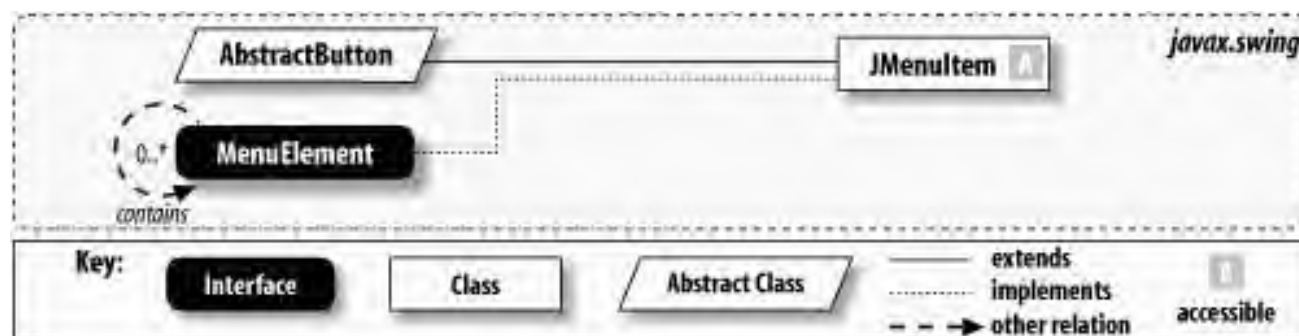 AbstractButton
JMenuItem A
javax.swing
0..*
MenuElement
contains
Key:
Interface
Class
Abstract Class
extends
implements
other relation
accessible